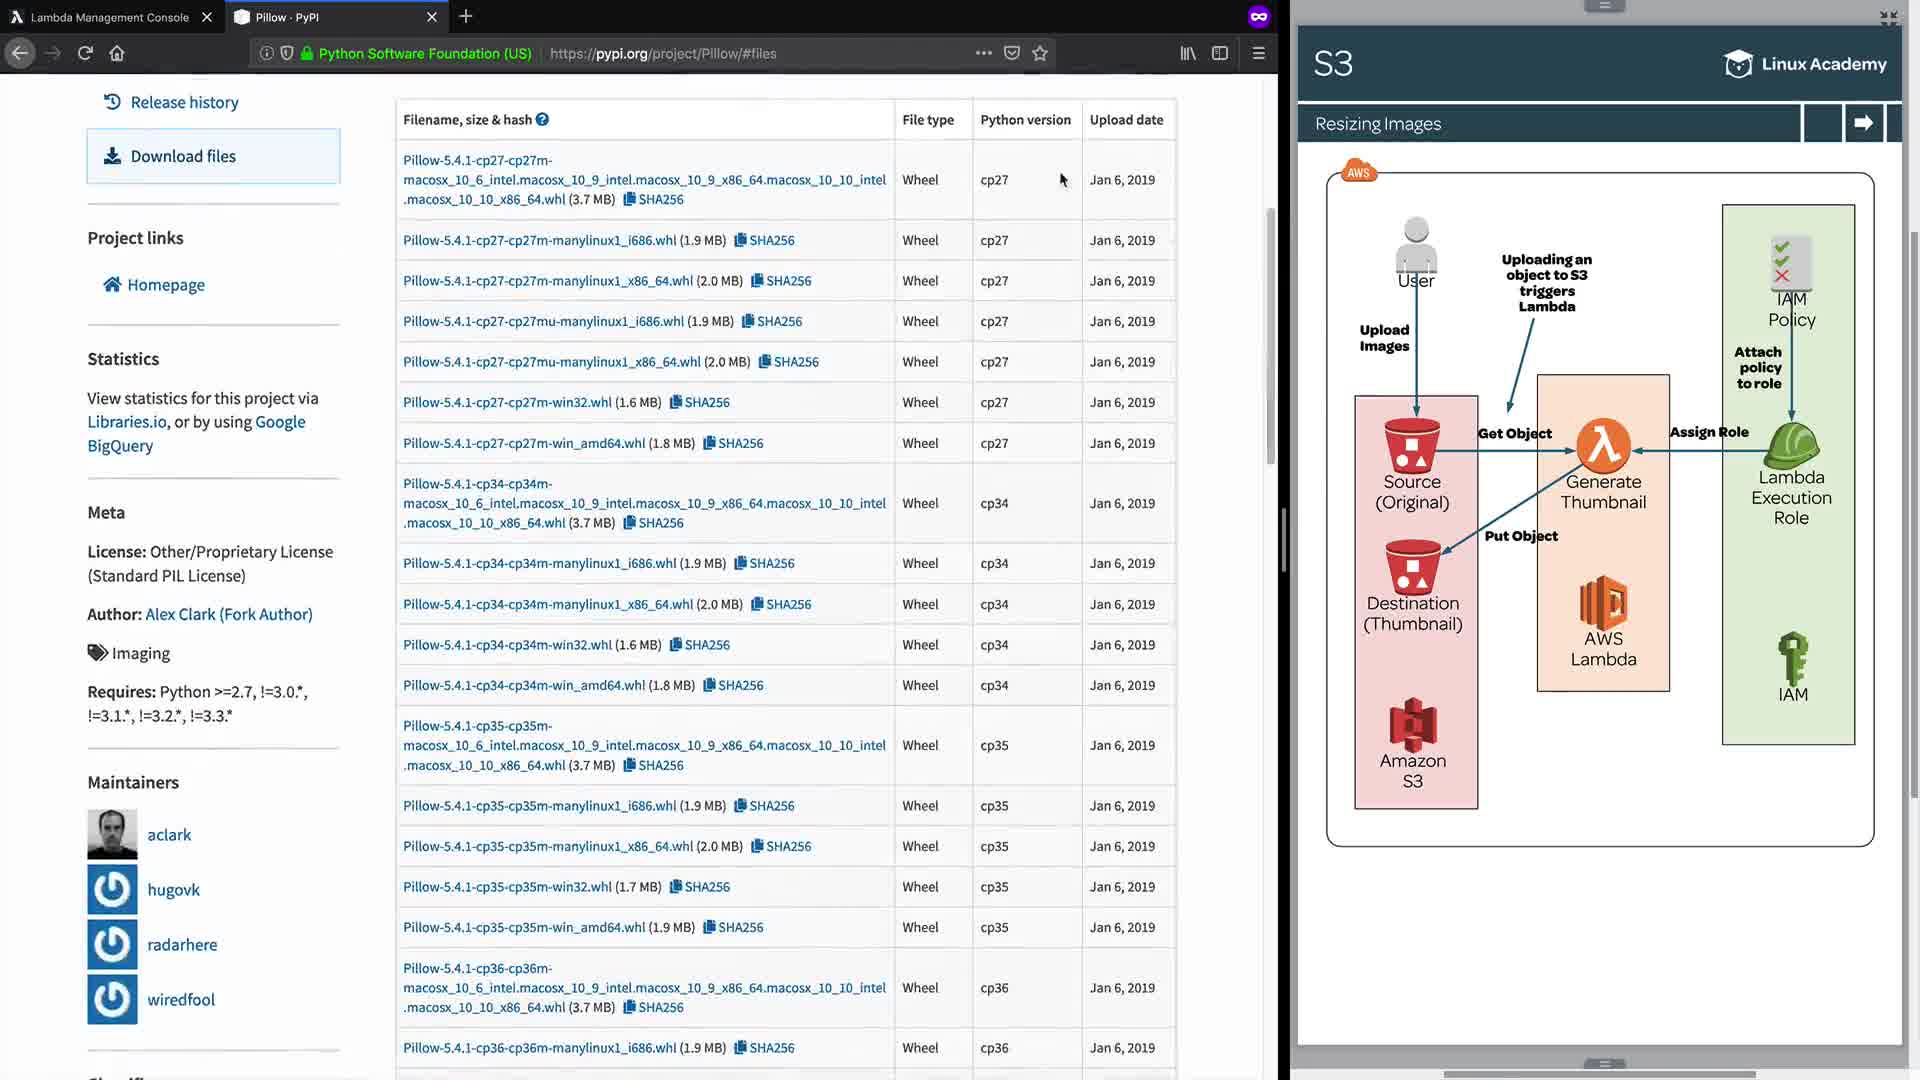 Lambda Management Console
Pillow · PyPI
Python Software Foundation (US)
https://pypi.org/project/Pillow/#files
Release history
Download files
Project links
Homepage
Statistics
View statistics for this project via
Libraries.io, or by using Google
BigQuery
Meta
License: Other/Proprietary License
(Standard PIL License)
Author: Alex Clark (Fork Author)
Imaging
Requires: Python >=2.7, !=3.0.*,
!=3.1.*, !=3.2.*, !=3.3.*
Maintainers
aclark
hugovk
radarhere
wiredfool
Filename, size & hash ? File type Python version Upload date
Pillow-5.4.1-cp27-cp27m-
macosx_10_6_intel.macosx_10_9_intel.macosx_10_9_x86_64.macosx_10_10_intel
.macosx_10_10_x86_64.whl (3.7 MB) SHA256 Wheel cp27 Jan 6, 2019
Pillow-5.4.1-cp27-cp27m-manylinux1_i686.whl (1.9 MB) SHA256 Wheel cp27 Jan 6, 2019
Pillow-5.4.1-cp27-cp27m-manylinux1_x86_64.whl (2.0 MB) SHA256 Wheel cp27 Jan 6, 2019
Pillow-5.4.1-cp27-cp27mu-manylinux1_i686.whl (1.9 MB) SHA256 Wheel cp27 Jan 6, 2019
Pillow-5.4.1-cp27-cp27mu-manylinux1_x86_64.whl (2.0 MB) SHA256 Wheel cp27 Jan 6, 2019
Pillow-5.4.1-cp27-cp27m-win32.whl (1.6 MB) SHA256 Wheel cp27 Jan 6, 2019
Pillow-5.4.1-cp27-cp27m-win_amd64.whl (1.8 MB) SHA256 Wheel cp27 Jan 6, 2019
Pillow-5.4.1-cp34-cp34m-
macosx_10_6_intel.macosx_10_9_intel.macosx_10_9_x86_64.macosx_10_10_intel
.macosx_10_10_x86_64.whl (3.7 MB) SHA256 Wheel cp34 Jan 6, 2019
Pillow-5.4.1-cp34-cp34m-manylinux1_i686.whl (1.9 MB) SHA256 Wheel cp34 Jan 6, 2019
Pillow-5.4.1-cp34-cp34m-manylinux1_x86_64.whl (2.0 MB) SHA256 Wheel cp34 Jan 6, 2019
Pillow-5.4.1-cp34-cp34m-win32.whl (1.6 MB) SHA256 Wheel cp34 Jan 6, 2019
Pillow-5.4.1-cp34-cp34m-win_amd64.whl (1.8 MB) SHA256 Wheel cp34 Jan 6, 2019
Pillow-5.4.1-cp35-cp35m-
macosx_10_6_intel.macosx_10_9_intel.macosx_10_9_x86_64.macosx_10_10_intel
.macosx_10_10_x86_64.whl (3.7 MB) SHA256 Wheel cp35 Jan 6, 2019
Pillow-5.4.1-cp35-cp35m-manylinux1_i686.whl (1.9 MB) SHA256 Wheel cp35 Jan 6, 2019
Pillow-5.4.1-cp35-cp35m-manylinux1_x86_64.whl (2.0 MB) SHA256 Wheel cp35 Jan 6, 2019
Pillow-5.4.1-cp35-cp35m-win32.whl (1.7 MB) SHA256 Wheel cp35 Jan 6, 2019
Pillow-5.4.1-cp35-cp35m-win_amd64.whl (1.9 MB) SHA256 Wheel cp35 Jan 6, 2019
Pillow-5.4.1-cp36-cp36m-
macosx_10_6_intel.macosx_10_9_intel.macosx_10_9_x86_64.macosx_10_10_intel
.macosx_10_10_x86_64.whl (3.7 MB) SHA256 Wheel cp36 Jan 6, 2019
Pillow-5.4.1-cp36-cp36m-manylinux1_i686.whl (1.9 MB) SHA256 Wheel cp36 Jan 6, 2019
S3
Linux Academy
Resizing Images
AWS
User
Upload
Images
Uploading an
object to S3
triggers
Lambda
IAM
Policy
Attach
policy
to role
Get Object
Assign Role
Source
(Original)
Generate
Thumbnail
Lambda
Execution
Role
Put Object
Destination
(Thumbnail)
AWS
Lambda
IAM
Amazon
S3